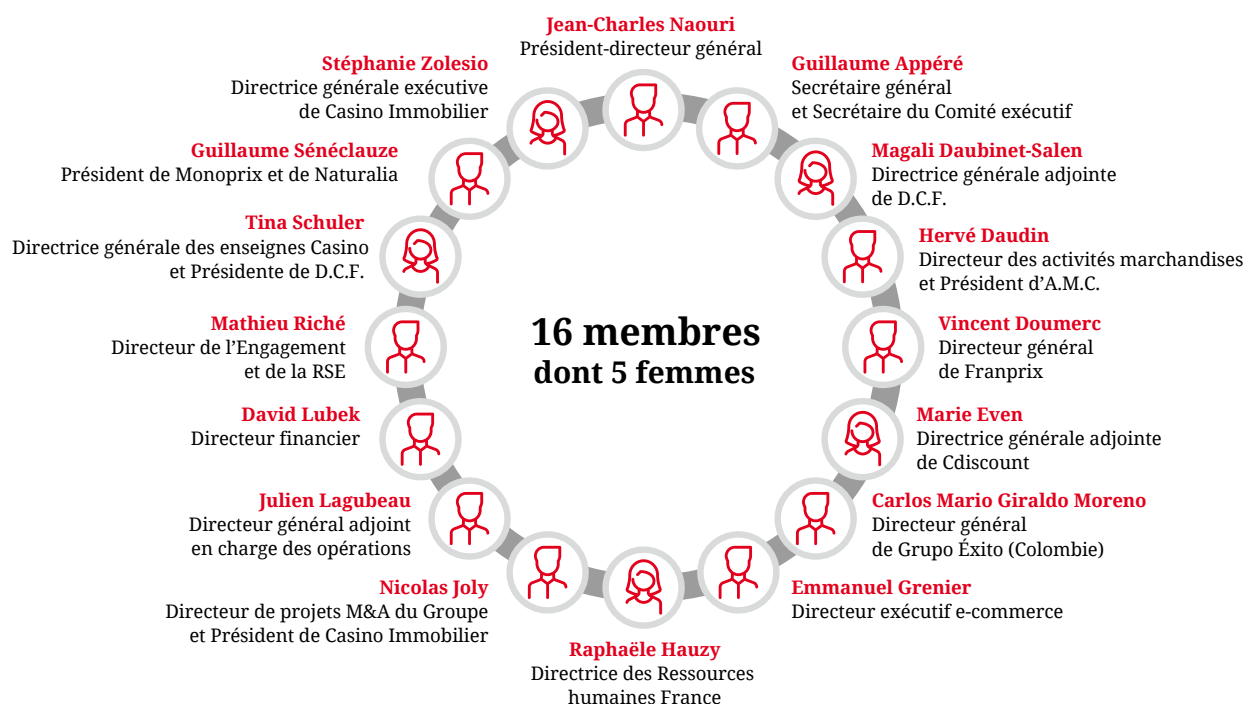 Jean-Charles Naouri
Président-directeur général
Guillaume Appéré
Secrétaire général
et Secrétaire du Comité exécutif
Magali Daubinet-Salen
Directrice générale adjointe
de D.C.F.
Hervé Daudin
Directeur des activités marchandises
et Président d’A.M.C.
Vincent Doumerc
Directeur général
de Franprix
Marie Even
Directrice générale adjointe
de Cdiscount
Carlos Mario Giraldo Moreno
Directeur général
de Grupo Éxito (Colombie)
Emmanuel Grenier
Directeur exécutif e-commerce
Raphaële Hauzy
Directrice des Ressources
humaines France
Nicolas Joly
Directeur de projets M&A du Groupe
et Président de Casino Immobilier
Julien Lagubeau
Directeur général adjoint
en charge des opérations
David Lubek
Directeur financier
Mathieu Riché
Directeur de l’Engagement
et de la RSE
Tina Schuler
Directrice générale des enseignes Casino
et Présidente de D.C.F.
Guillaume Sénéclauze
Président de Monoprix et de Naturalia
Stéphanie Zolesio
Directrice générale exécutive
de Casino Immobilier
16 membres
dont 5 femmes